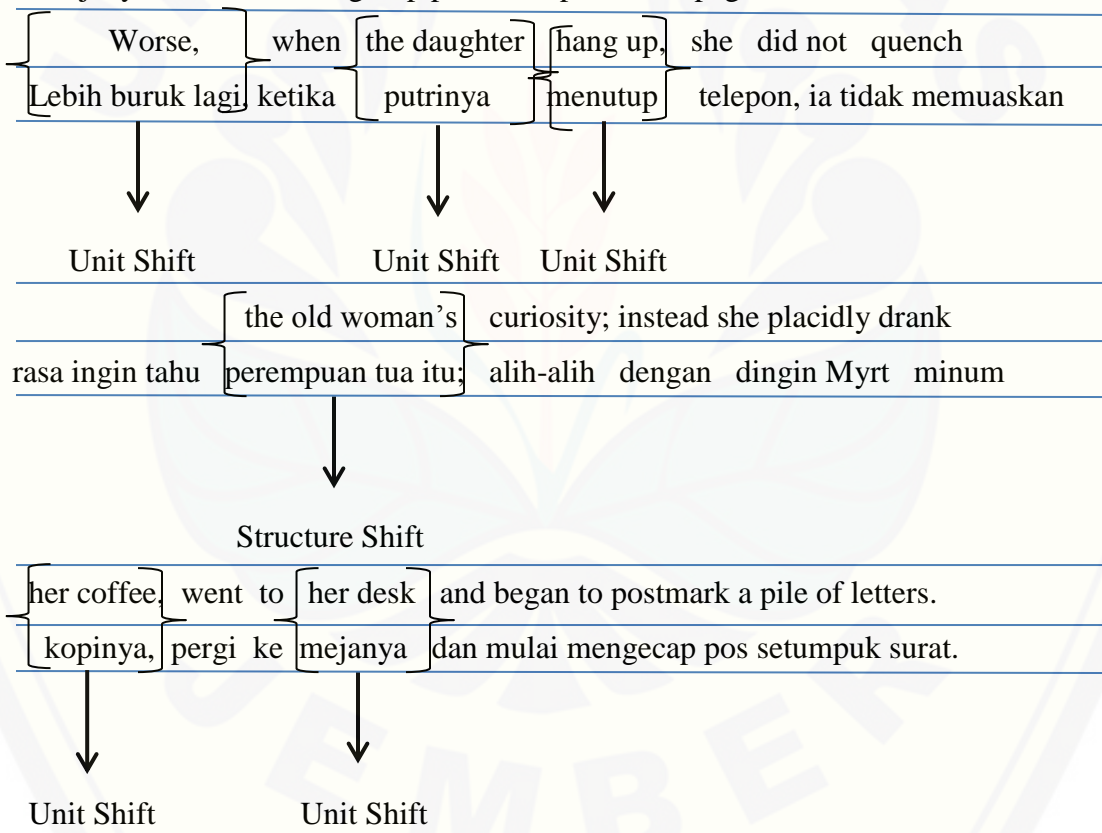 Worse, when the daughter hang up, she did not quench
Lebih buruk lagi, ketika putrinya menutup telepon, ia tidak memuaskan
Unit Shift Unit Shift Unit Shift
the old woman’s curiosity; instead she placidly drank
rasa ingin tahu perempuan tua itu; alih-alih dengan dingin Myrt minum
Structure Shift
her coffee, went to her desk and began to postmark a pile of letters.
kopinya, pergi ke mejanya dan mulai mengecap pos setumpuk surat.
Unit Shift Unit Shift